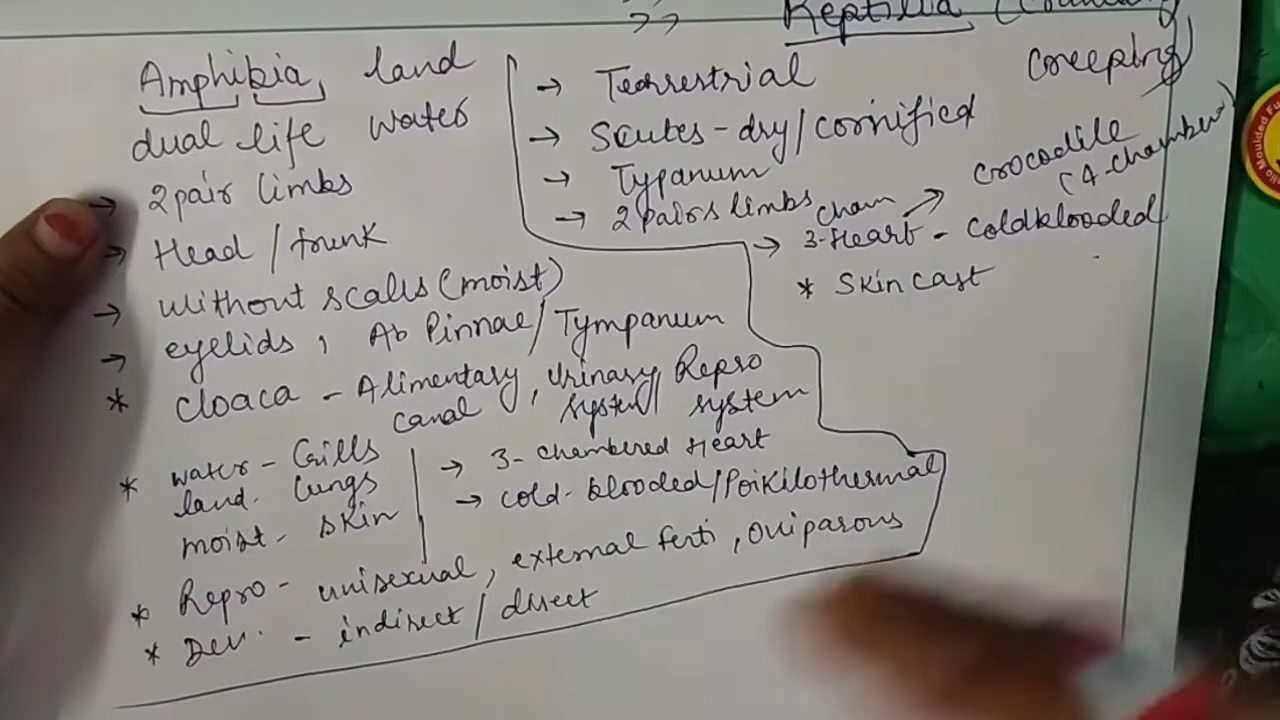 >> Reptilia
creeping
Amphibia, land
dual life water
→ 2 pair limbs
→ Head / trunk
→ without scales (moist)
→ eyelids, Ab Pinnae / Tympanum
* Cloaca - Alimentary canal, Urinary system / Repro system
* water - Gills
land - lungs
moist - skin
→ 3-chambered Heart
→ cold-blooded/Poikilothermal
* Repro - unisexual, external ferti, oviparous
* Dev. - indirect / direct
→ Terrestrial
→ Scutes - dry/cornified
→ Typanum
→ 2 pairs limbs
→ 3-cham Heart - Coldblooded
→ crocodile
(4-chamber)
* Skin cast